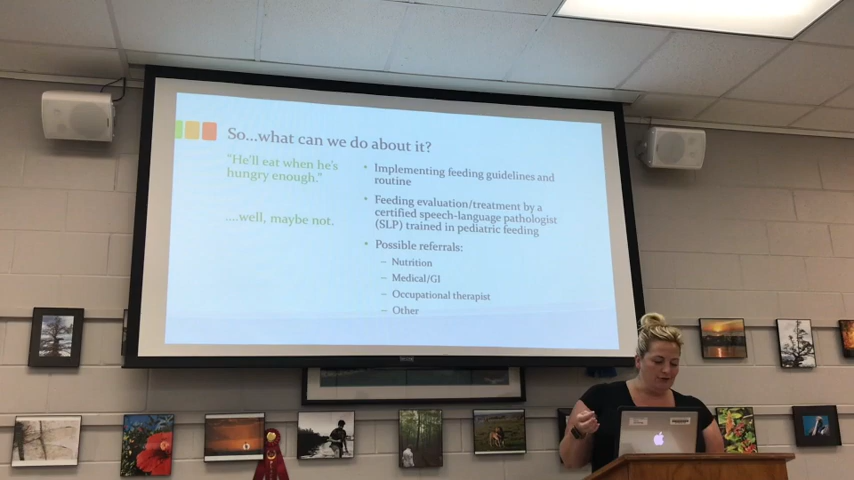 So...what can we do about it?
"He'll eat when he's
hungry enough."
....well, maybe not.
• Implementing feeding guidelines and
routine
• Feeding evaluation/treatment by a
certified speech-language pathologist
(SLP) trained in pediatric feeding
• Possible referrals:
– Nutrition
– Medical/GI
– Occupational therapist
– Other